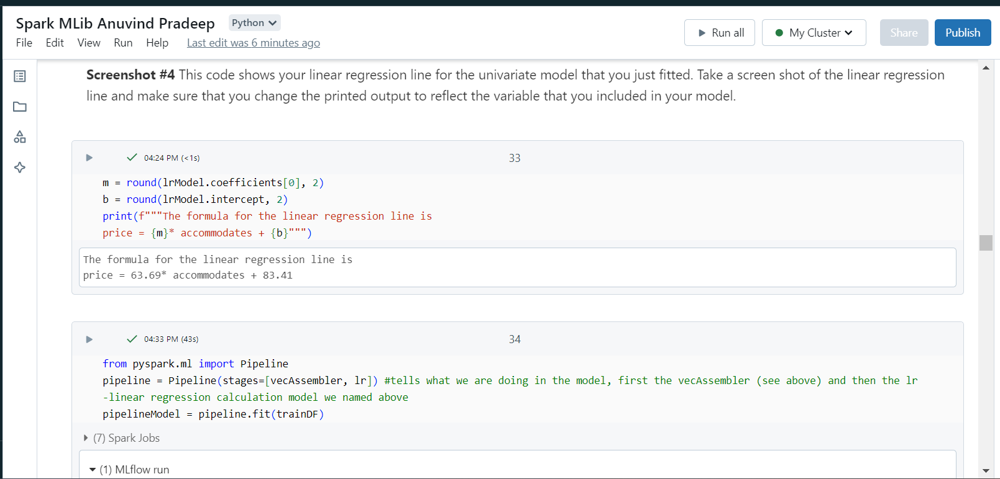 Spark MLib Anuvind Pradeep Python
File Edit View Run Help Last edit was 6 minutes ago
Run all My Cluster Share Publish
Screenshot #4 This code shows your linear regression line for the univariate model that you just fitted. Take a screen shot of the linear regression
line and make sure that you change the printed output to reflect the variable that you included in your model.
04:24 PM (<1s) 33
m = round(lrModel.coefficients[0], 2)
b = round(lrModel.intercept, 2)
print(f"""The formula for the linear regression line is
price = {m}* accommodates + {b}""")
The formula for the linear regression line is
price = 63.69* accommodates + 83.41
04:33 PM (43s) 34
from pyspark.ml import Pipeline
pipeline = Pipeline(stages=[vecAssembler, lr]) #tells what we are doing in the model, first the vecAssembler (see above) and then the lr
-linear regression calculation model we named above
pipelineModel = pipeline.fit(trainDF)
(7) Spark Jobs
(1) MLflow run